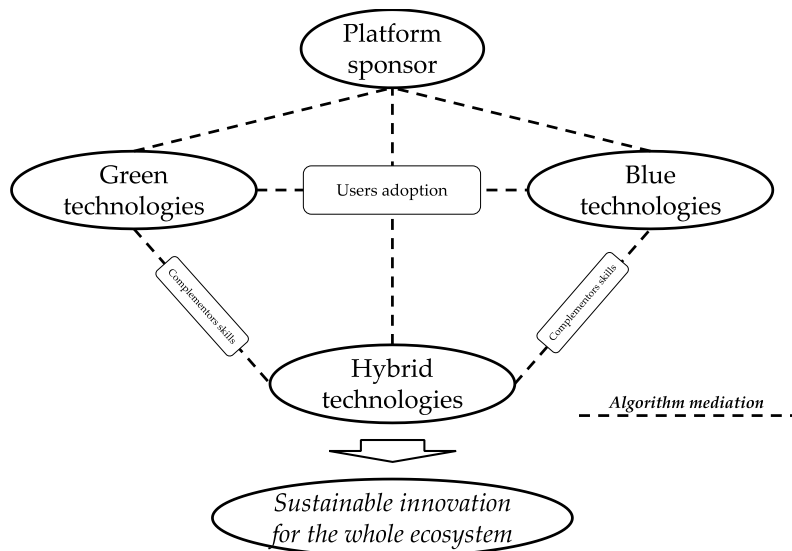 Platform
sponsor
Green
technologies
Users adoption
Blue
technologies
Complementors skills
Complementors skills
Hybrid
technologies
Algorithm mediation
Sustainable innovation
for the whole ecosystem